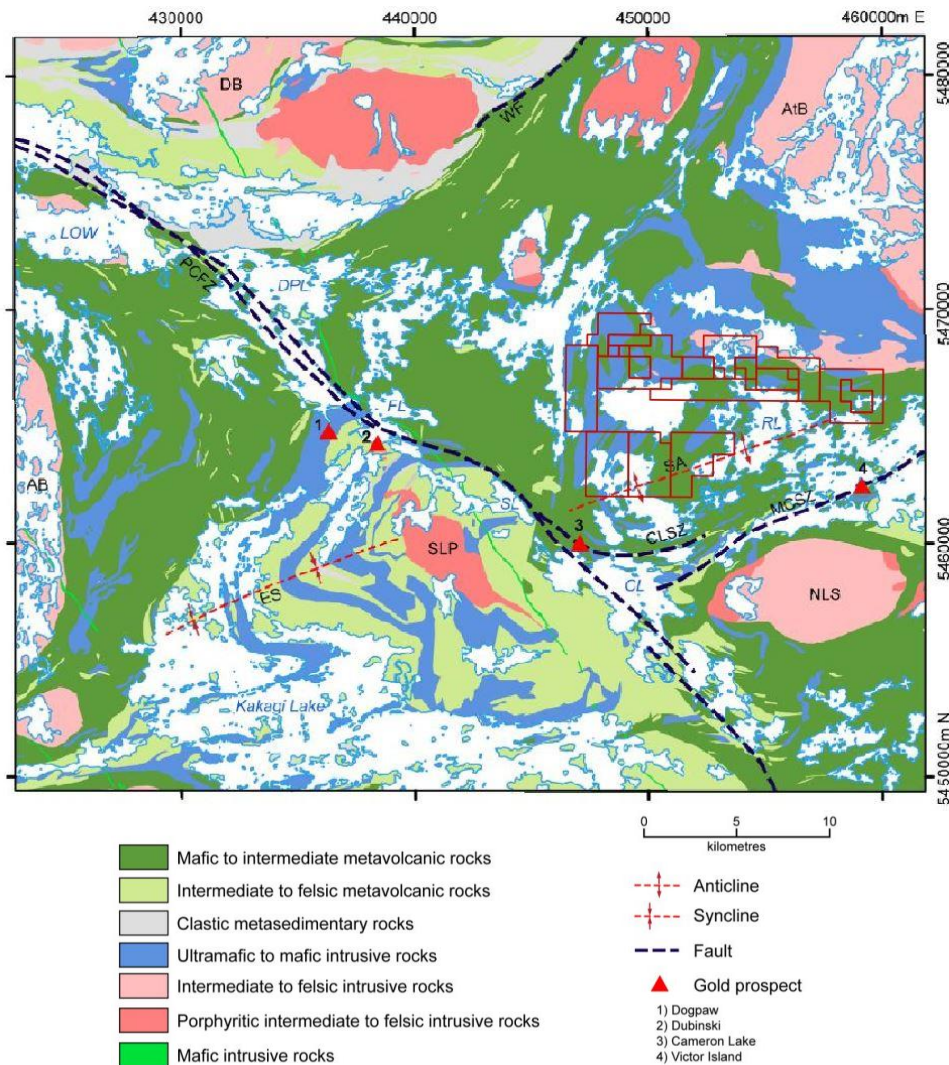 430000
440000
450000
460000m E
5480000
5470000
5460000
5450000m N
DB
WF
AtB
LOW
PCFZ
DPL
FL
1
2
RL
SA
4
AB
SL
3
CLSZ
MCSZ
SLP
ES
CL
NLS
Kakagi Lake
Mafic to intermediate metavolcanic rocks
Intermediate to felsic metavolcanic rocks
Clastic metasedimentary rocks
Ultramafic to mafic intrusive rocks
Intermediate to felsic intrusive rocks
Porphyritic intermediate to felsic intrusive rocks
Mafic intrusive rocks
0 5 10
kilometres
Anticline
Syncline
Fault
Gold prospect
1) Dogpaw
2) Dubinski
3) Cameron Lake
4) Victor Island